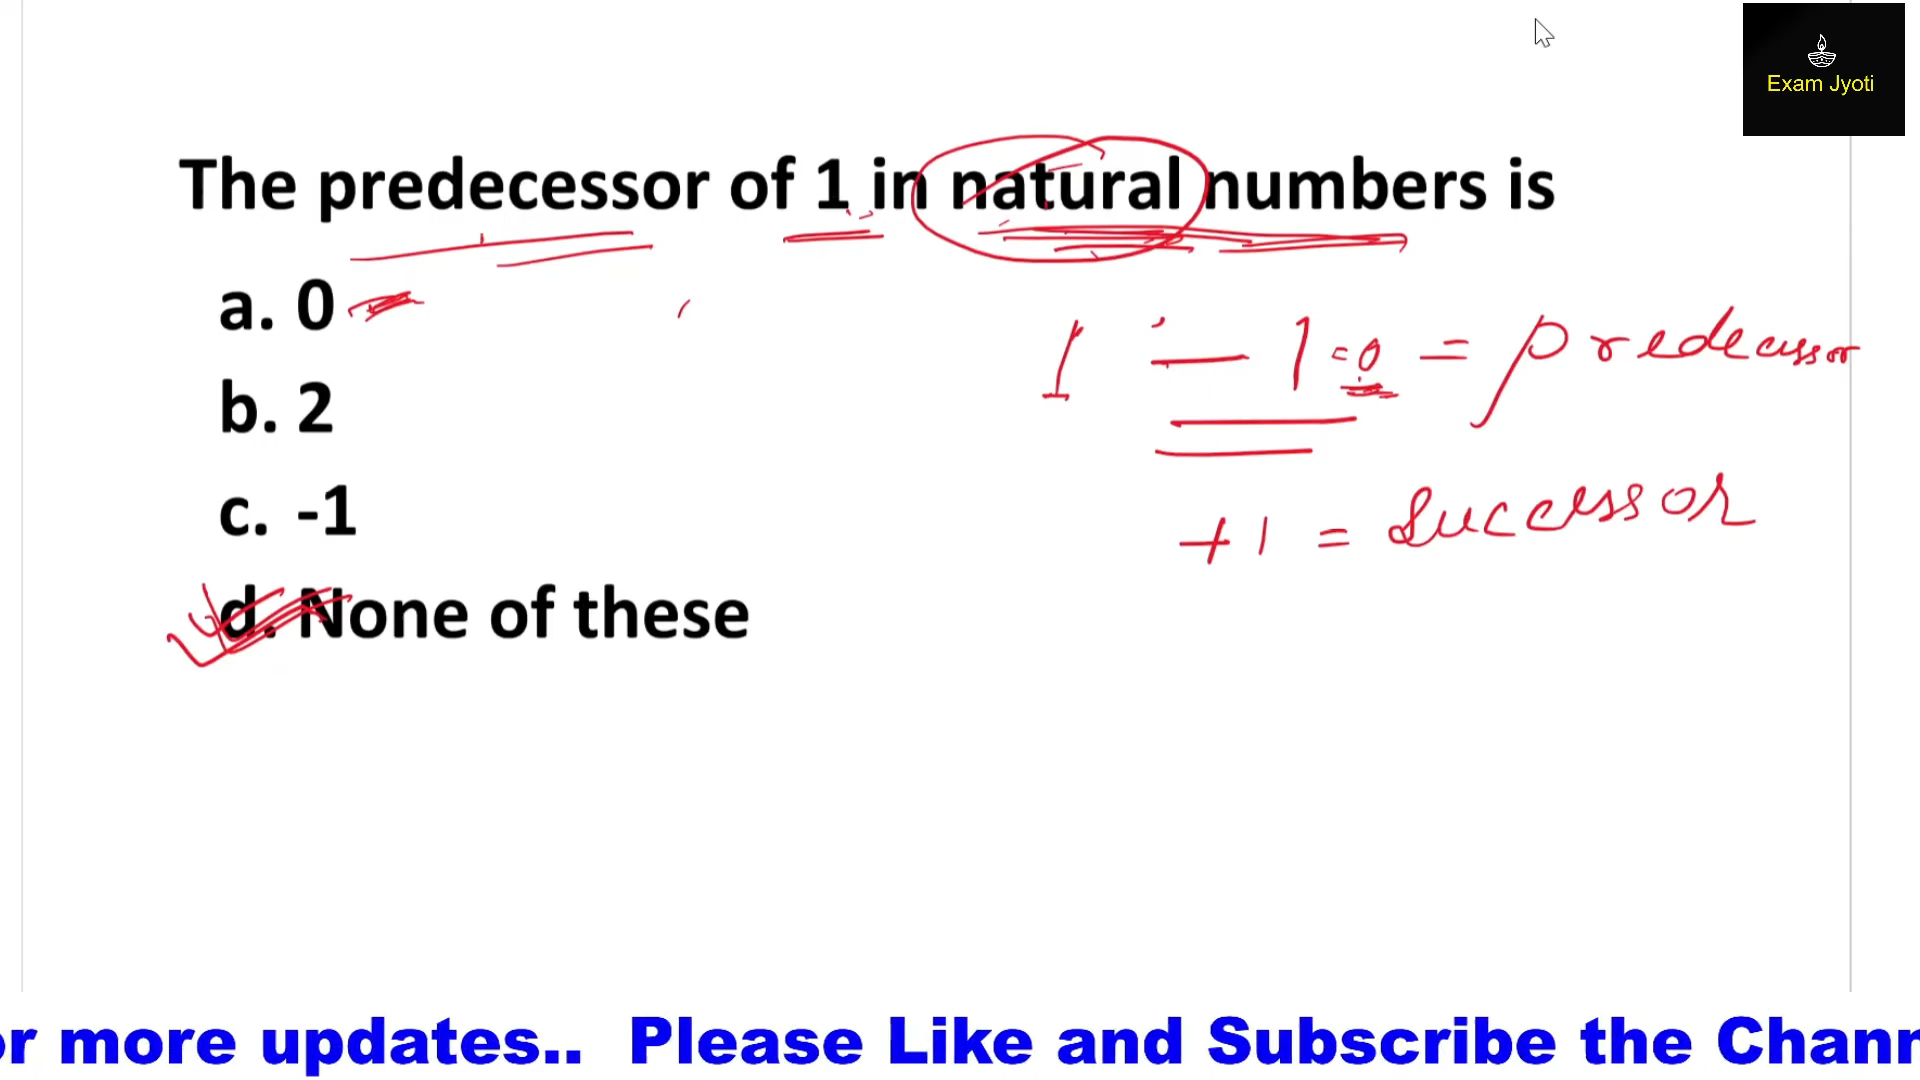 Exam Jyoti
The predecessor of 1 in natural numbers is
a. 0
b. 2
c. -1
d. None of these
1 - 1 = 0 = predecessor
+1 = Successor
or more updates.. Please Like and Subscribe the Chann